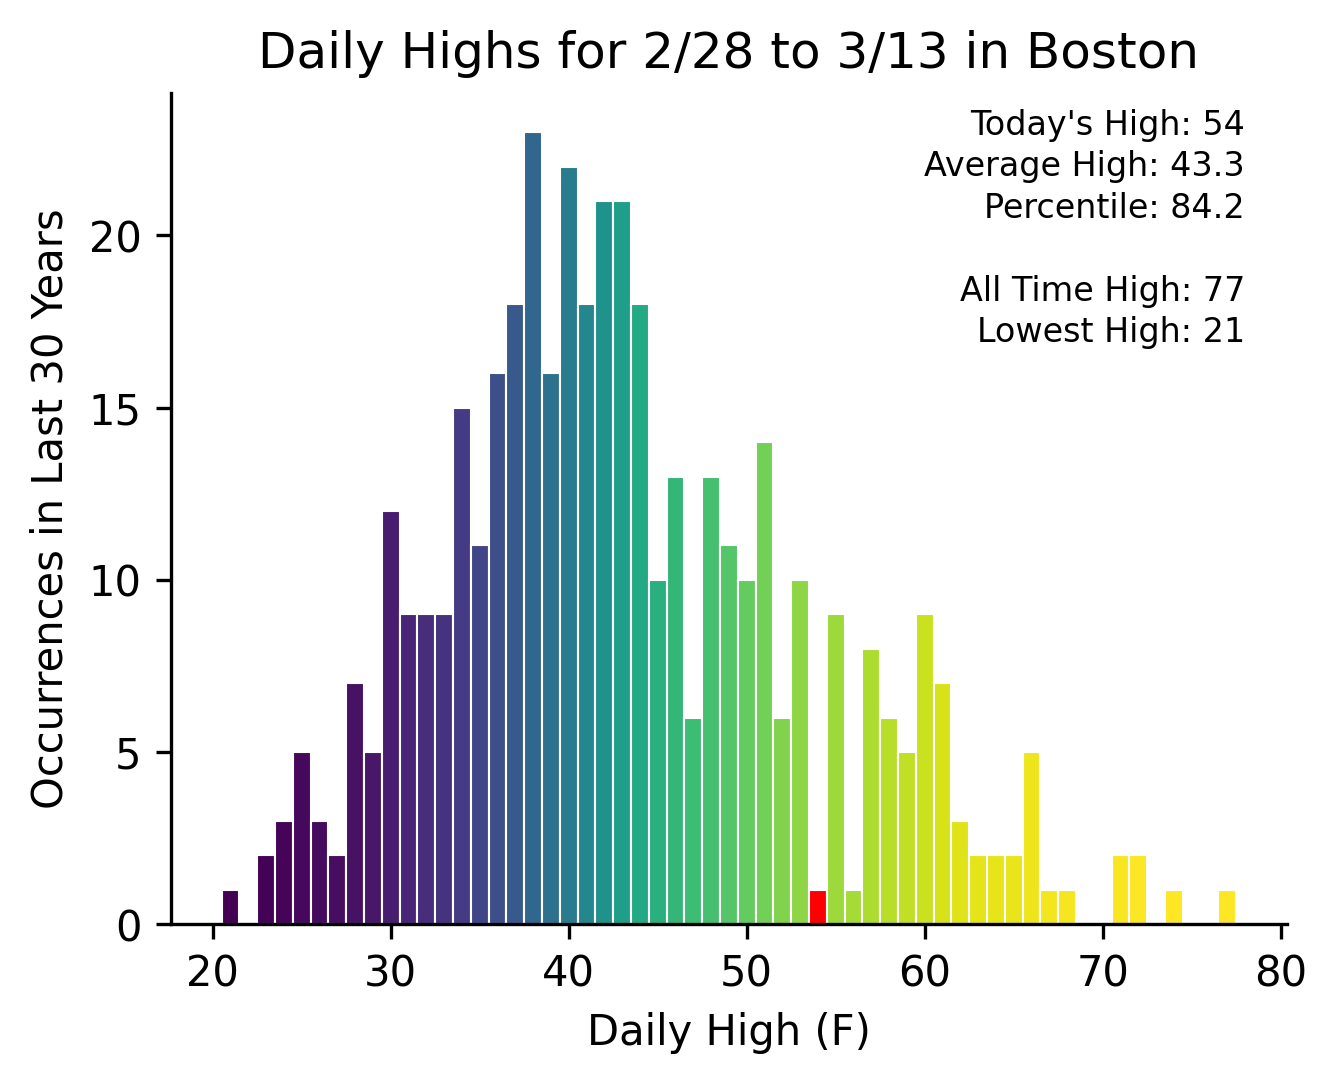 Daily Highs for 2/28 to 3/13 in Boston
Today's High: 54
Average High: 43.3
Percentile: 84.2
All Time High: 77
Lowest High: 21
Occurrences in Last 30 Years
20
15
10
5
0
20 30 40 50 60 70 80
Daily High (F)